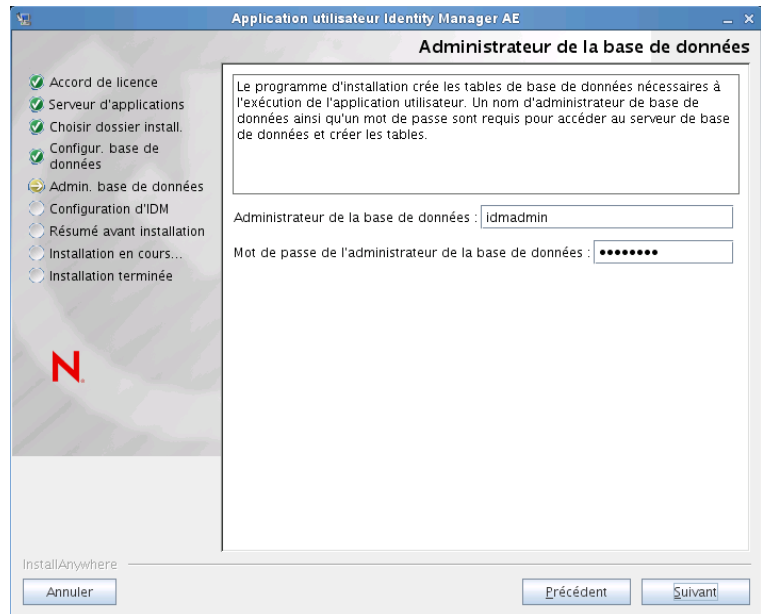 Application utilisateur Identity Manager AE
Administrateur de la base de données
Accord de licence
Serveur d'applications
Choisir dossier install.
Configur. base de
données
Admin. base de données
Configuration d'IDM
Résumé avant installation
Installation en cours...
Installation terminée
N
Le programme d'installation crée les tables de base de données nécessaires à
l'exécution de l'application utilisateur. Un nom d'administrateur de base de
données ainsi qu'un mot de passe sont requis pour accéder au serveur de base
de données et créer les tables.
Administrateur de la base de données : idmadmin
Mot de passe de l'administrateur de la base de données : ••••••••
InstallAnywhere
Annuler Précédent Suivant